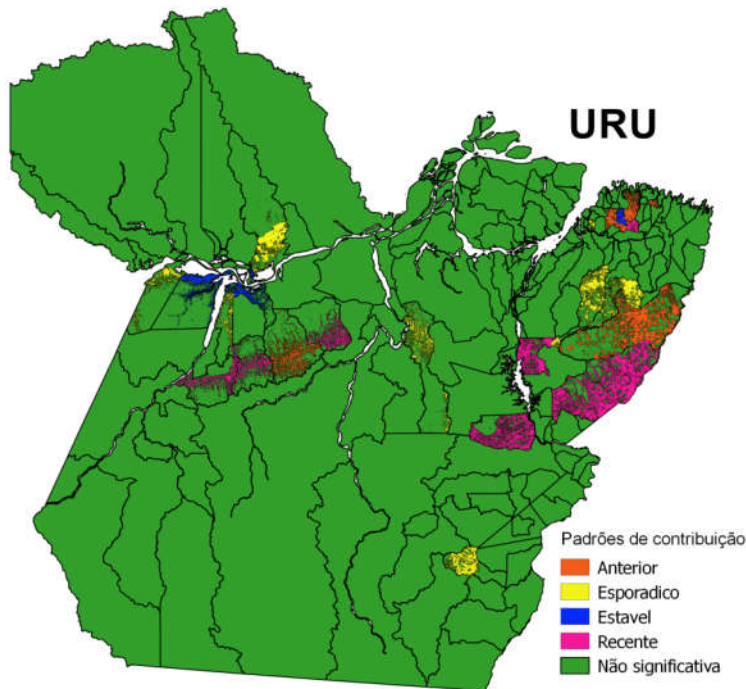 URU
Padrões de contribuição
Anterior
Esporadico
Estavel
Recente
Não significativa